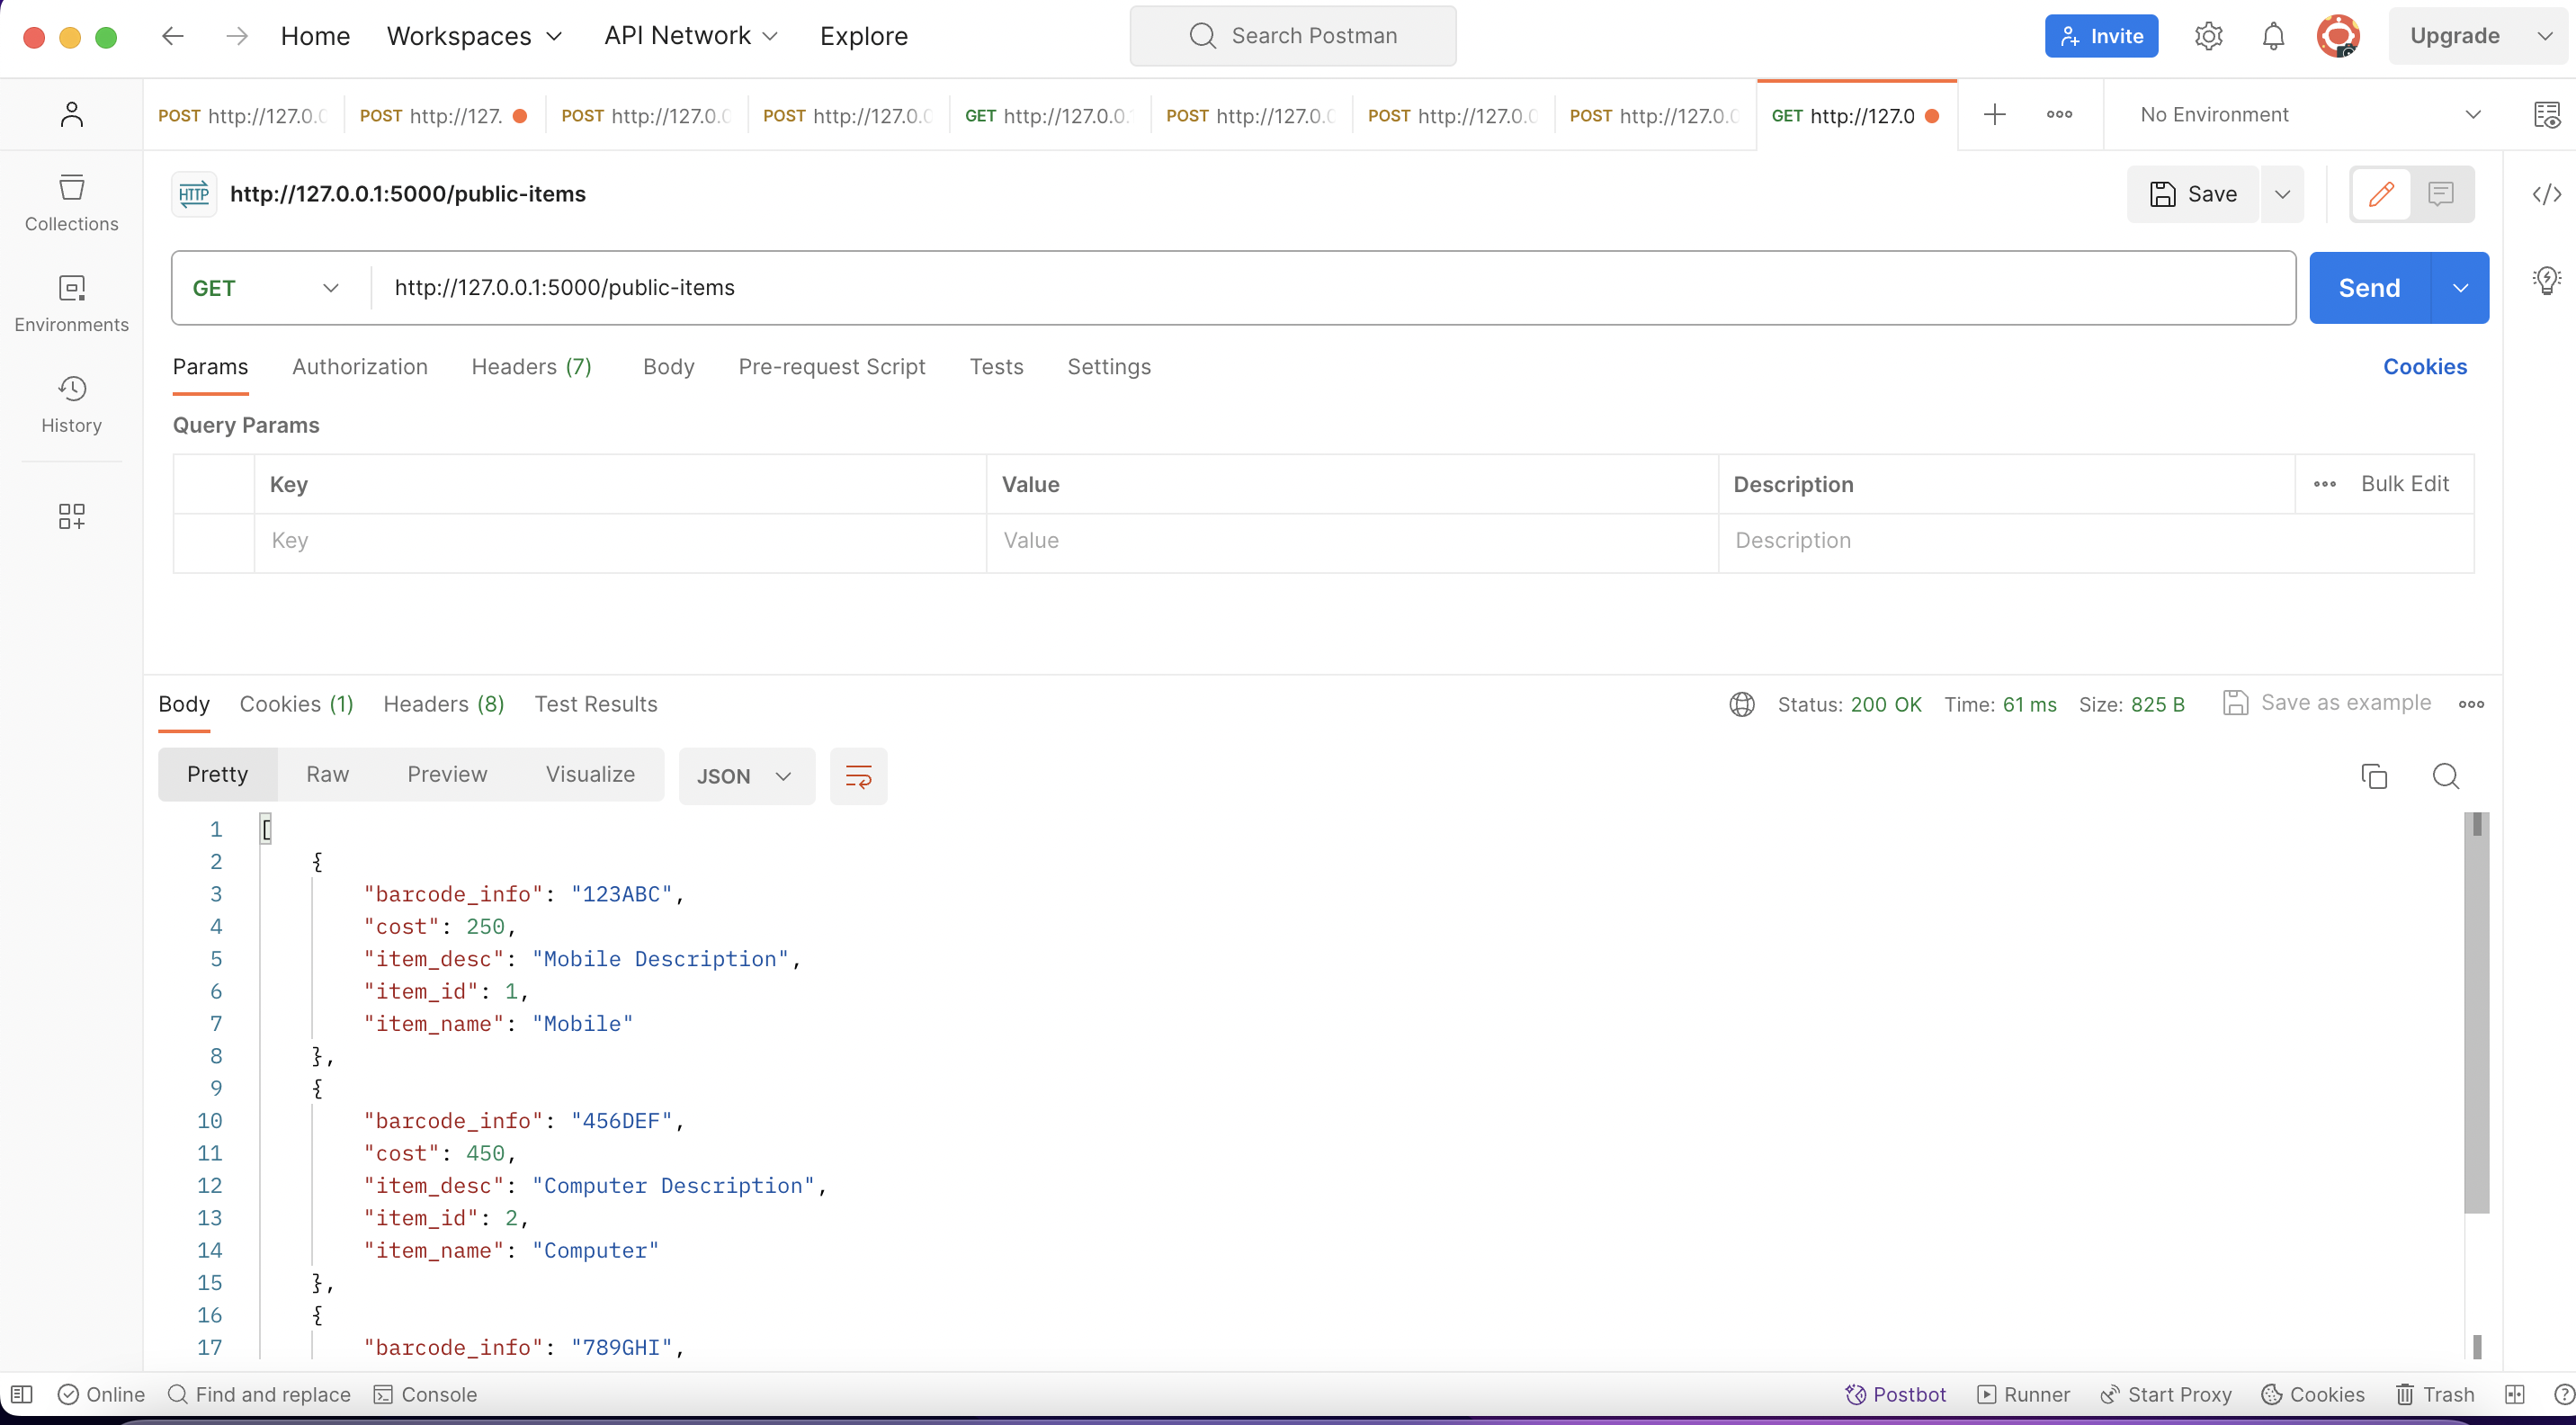 Home Workspaces API Network Explore Search Postman Invite Upgrade
POST http://127.0.0 POST http://127. POST http://127.0.0 POST http://127.0.0 GET http://127.0.0. POST http://127.0.0 POST http://127.0.0 POST http://127.0.0 GET http://127.0 No Environment
HTTP http://127.0.0.1:5000/public-items Save
Collections
GET http://127.0.0.1:5000/public-items Send
Environments
Params Authorization Headers (7) Body Pre-request Script Tests Settings Cookies
History
Query Params
Key Value Description Bulk Edit
Key Value Description
Body Cookies (1) Headers (8) Test Results Status: 200 OK Time: 61 ms Size: 825 B Save as example
Pretty Raw Preview Visualize JSON
1 [
2 {
3 "barcode_info": "123ABC",
4 "cost": 250,
5 "item_desc": "Mobile Description",
6 "item_id": 1,
7 "item_name": "Mobile"
8 },
9 {
10 "barcode_info": "456DEF",
11 "cost": 450,
12 "item_desc": "Computer Description",
13 "item_id": 2,
14 "item_name": "Computer"
15 },
16 {
17 "barcode_info": "789GHI",
Online Find and replace Console Postbot Runner Start Proxy Cookies Trash